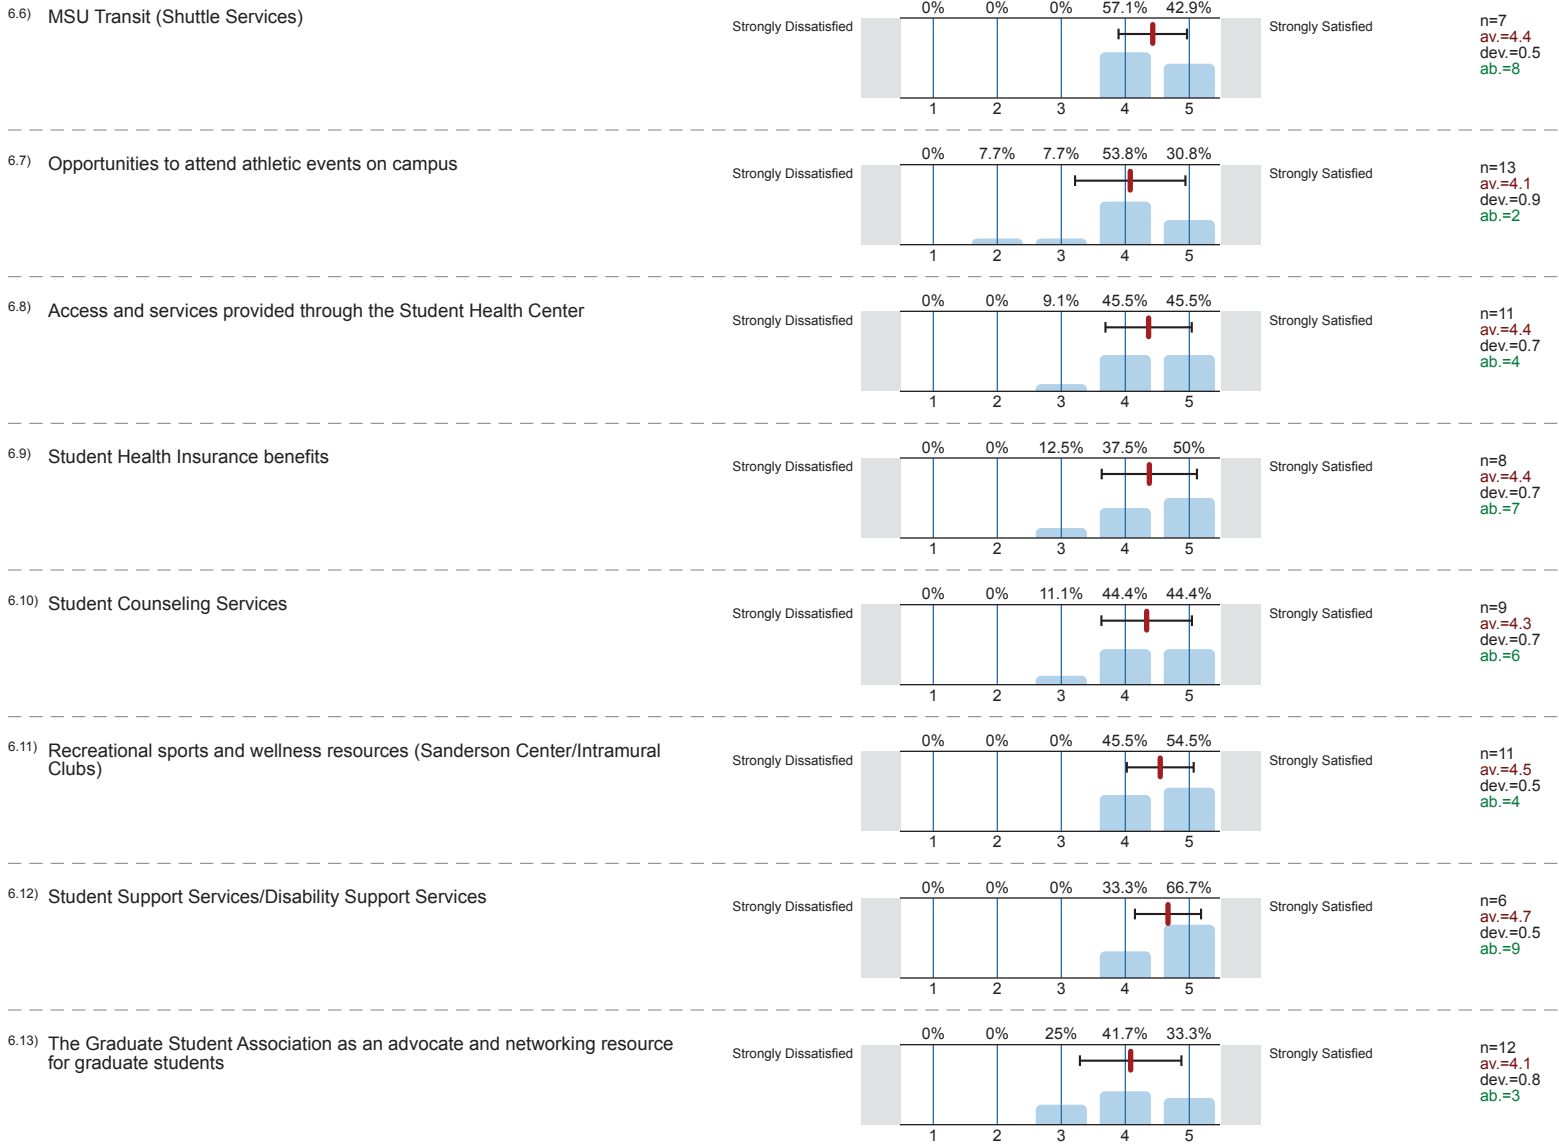 6.6) MSU Transit (Shuttle Services)
0% 0% 0% 57.1% 42.9%
Strongly Dissatisfied
Strongly Satisfied
1 2 3 4 5
n=7
av.=4.4
dev.=0.5
ab.=8
6.7) Opportunities to attend athletic events on campus
0% 7.7% 7.7% 53.8% 30.8%
Strongly Dissatisfied
Strongly Satisfied
1 2 3 4 5
n=13
av.=4.1
dev.=0.9
ab.=2
6.8) Access and services provided through the Student Health Center
0% 0% 9.1% 45.5% 45.5%
Strongly Dissatisfied
Strongly Satisfied
1 2 3 4 5
n=11
av.=4.4
dev.=0.7
ab.=4
6.9) Student Health Insurance benefits
0% 0% 12.5% 37.5% 50%
Strongly Dissatisfied
Strongly Satisfied
1 2 3 4 5
n=8
av.=4.4
dev.=0.7
ab.=7
6.10) Student Counseling Services
0% 0% 11.1% 44.4% 44.4%
Strongly Dissatisfied
Strongly Satisfied
1 2 3 4 5
n=9
av.=4.3
dev.=0.7
ab.=6
6.11) Recreational sports and wellness resources (Sanderson Center/Intramural
Clubs)
0% 0% 0% 45.5% 54.5%
Strongly Dissatisfied
Strongly Satisfied
1 2 3 4 5
n=11
av.=4.5
dev.=0.5
ab.=4
6.12) Student Support Services/Disability Support Services
0% 0% 0% 33.3% 66.7%
Strongly Dissatisfied
Strongly Satisfied
1 2 3 4 5
n=6
av.=4.7
dev.=0.5
ab.=9
6.13) The Graduate Student Association as an advocate and networking resource
for graduate students
0% 0% 25% 41.7% 33.3%
Strongly Dissatisfied
Strongly Satisfied
1 2 3 4 5
n=12
av.=4.1
dev.=0.8
ab.=3